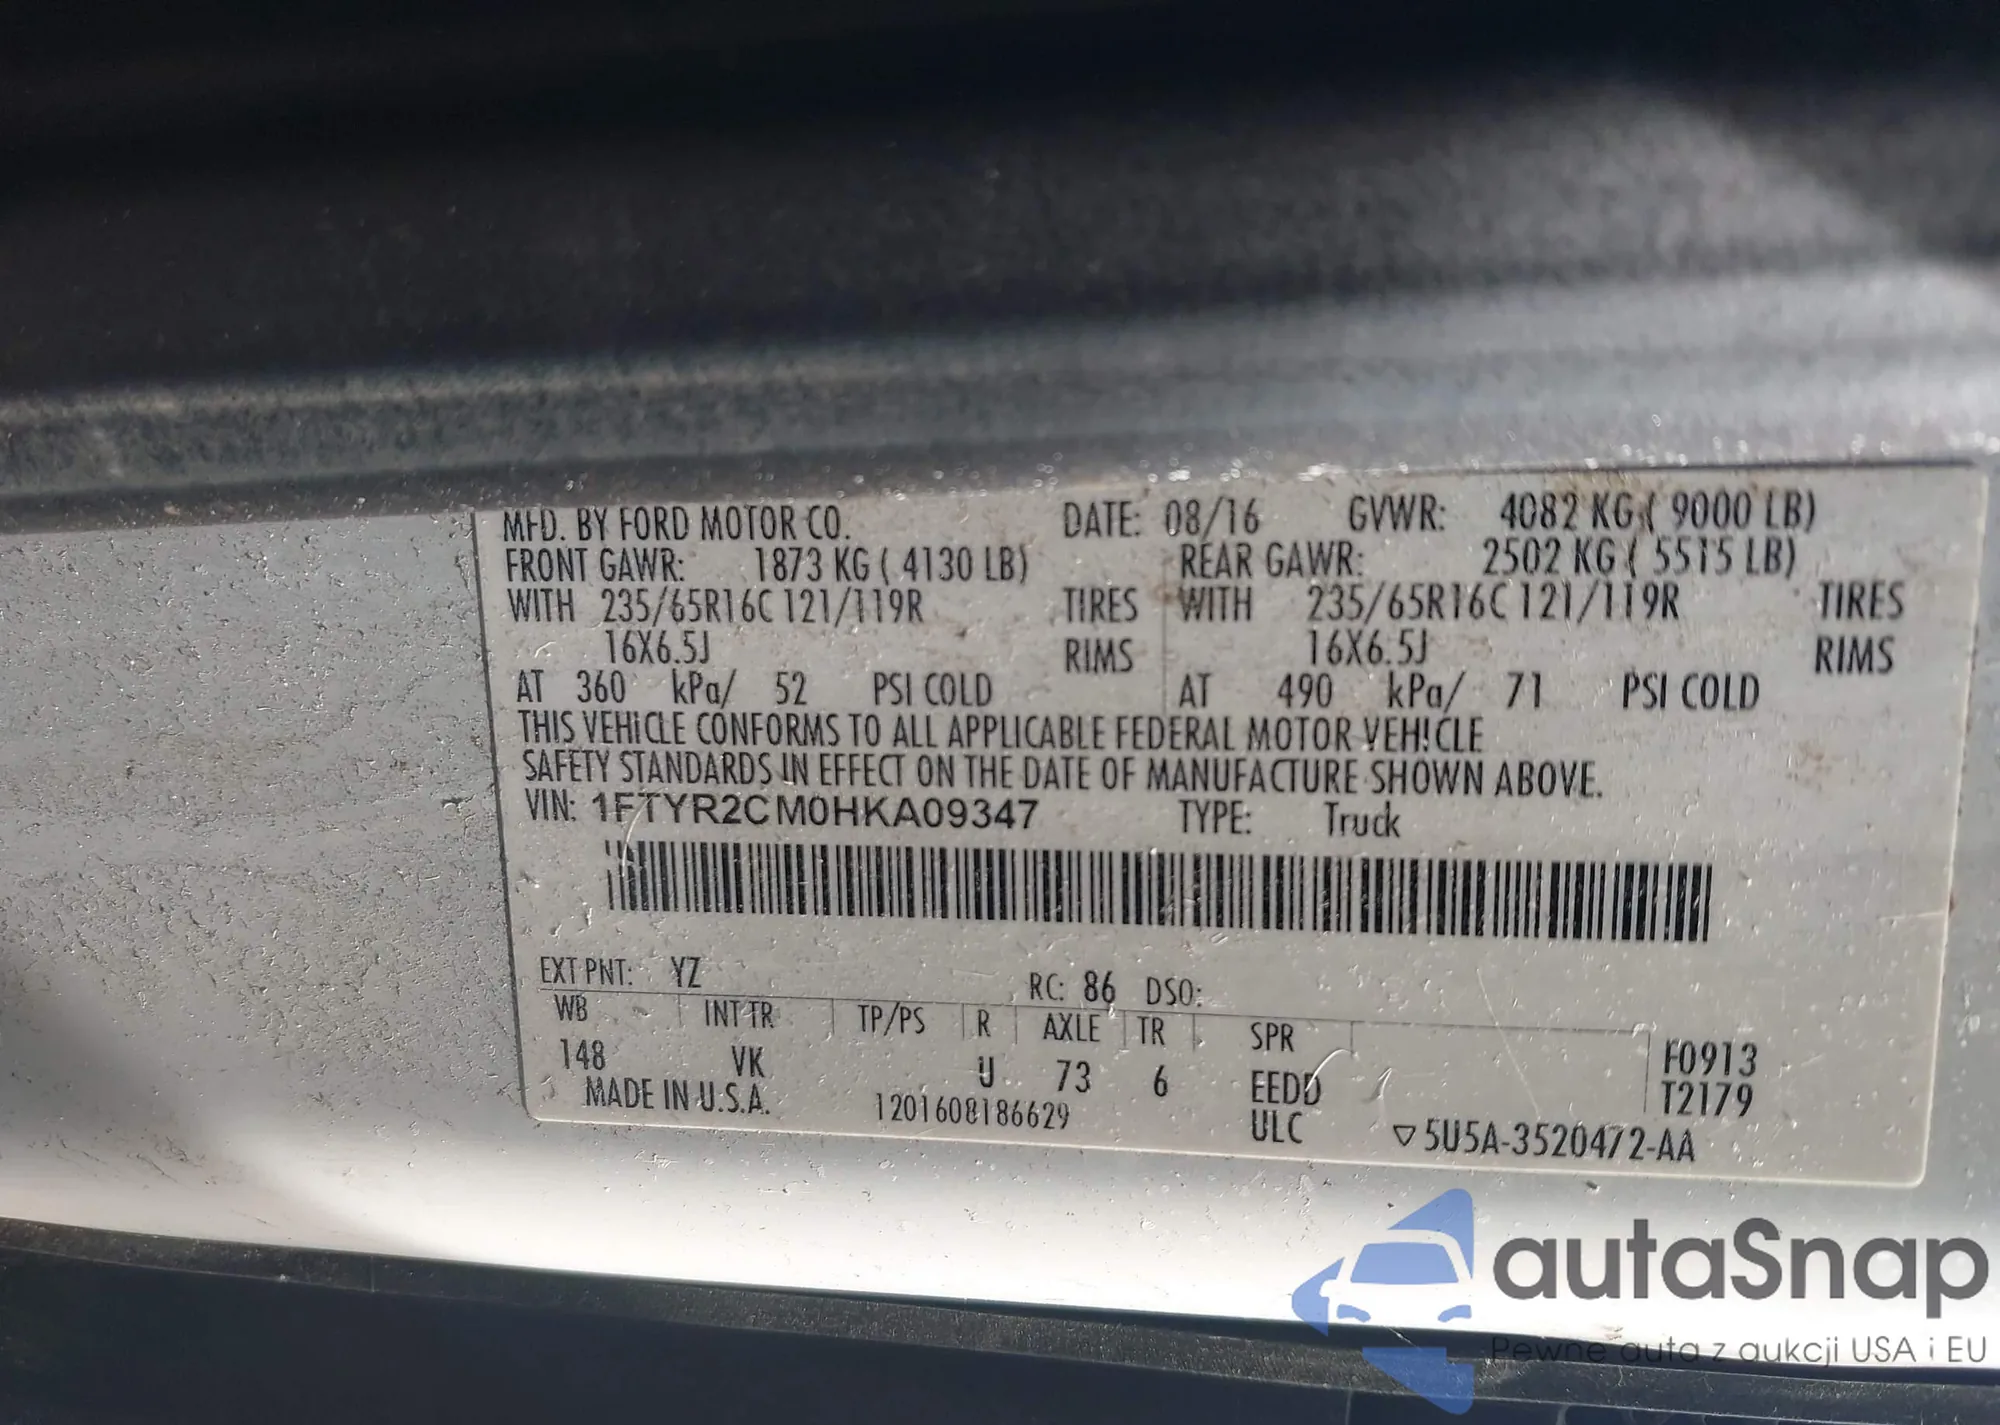 MFD. BY FORD MOTOR CO. DATE: 08/16 GVWR: 4082 KG ( 9000 LB)
FRONT GAWR: 1873 KG ( 4130 LB) REAR GAWR: 2502 KG ( 5515 LB)
WITH 235/65R16C 121/119R TIRES WITH 235/65R16C 121/119R TIRES
16X6.5J RIMS 16X6.5J RIMS
AT 360 kPa/ 52 PSI COLD AT 490 kPa/ 71 PSI COLD
THIS VEHICLE CONFORMS TO ALL APPLICABLE FEDERAL MOTOR VEHICLE
SAFETY STANDARDS IN EFFECT ON THE DATE OF MANUFACTURE SHOWN ABOVE.
VIN: 1FTYR2CM0HKA09347 TYPE: Truck
EXT PNT: YZ RC: 86 DSO:
WB INT TR TP/PS R AXLE TR SPR
148 VK U 73 6 EEDD F0913
MADE IN U.S.A. 1201608186629 ULC T2179
▽5U5A-3520472-AA
autaSnap
Pewne auta z aukcji USA i EU